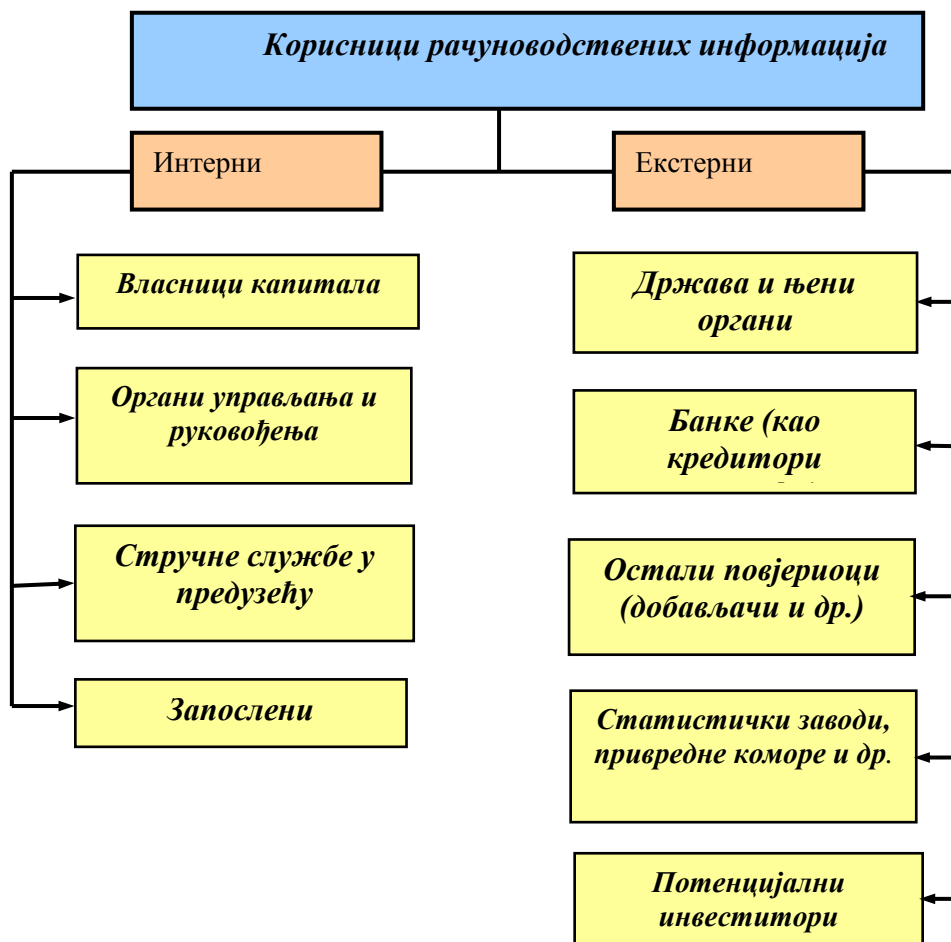 Корисници рачуноводствених информација
Интерни
Екстерни
Власници капитала
Органи управљања и
руковођења
Стручне службе у
предузећу
Запослени
Држава и њени
органи
Банке (као
кредитори
Остали повјериоци
(добављачи и др.)
Статистички заводи,
привредне коморе и др.
Потенцијални
инвеститори